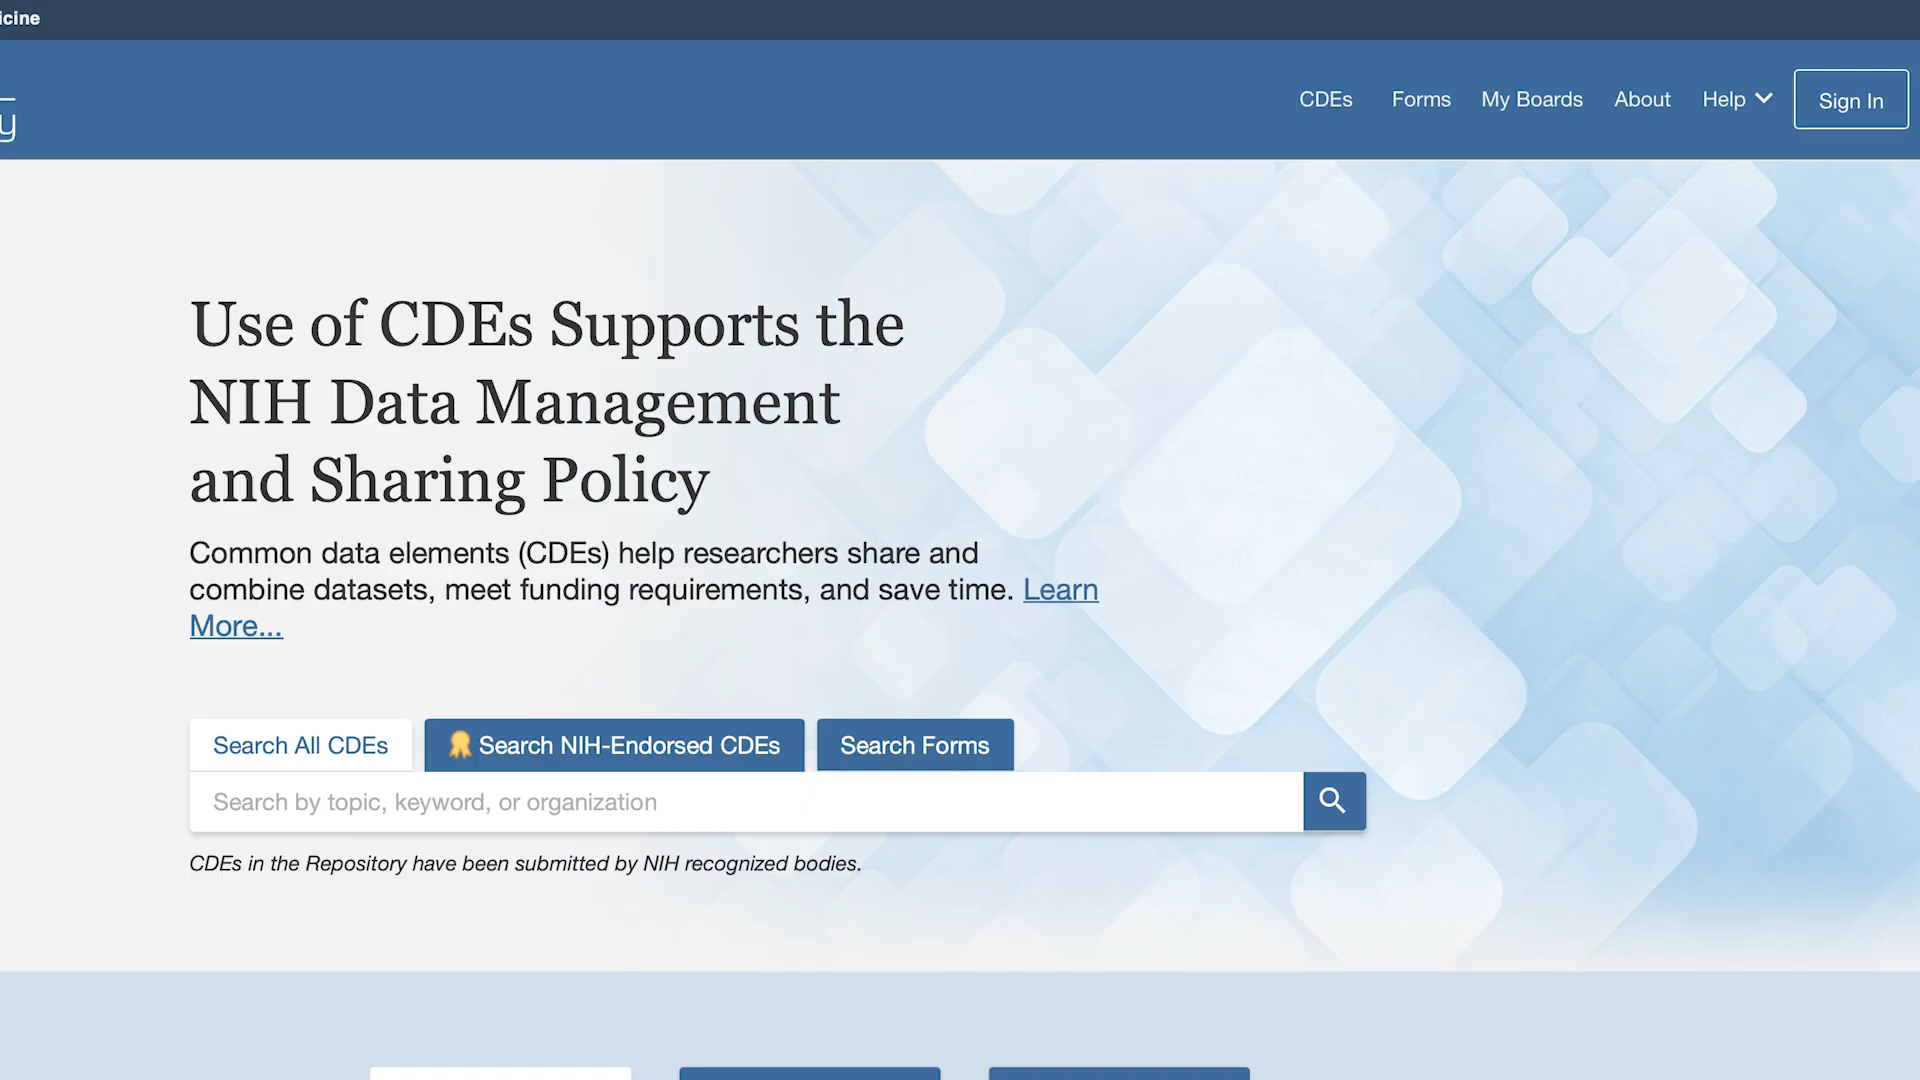 CDEs Forms My Boards About Help Sign In
Use of CDEs Supports the
NIH Data Management
and Sharing Policy
Common data elements (CDEs) help researchers share and
combine datasets, meet funding requirements, and save time. Learn
More...
Search All CDEs Search NIH-Endorsed CDEs Search Forms
Search by topic, keyword, or organization
CDEs in the Repository have been submitted by NIH recognized bodies.